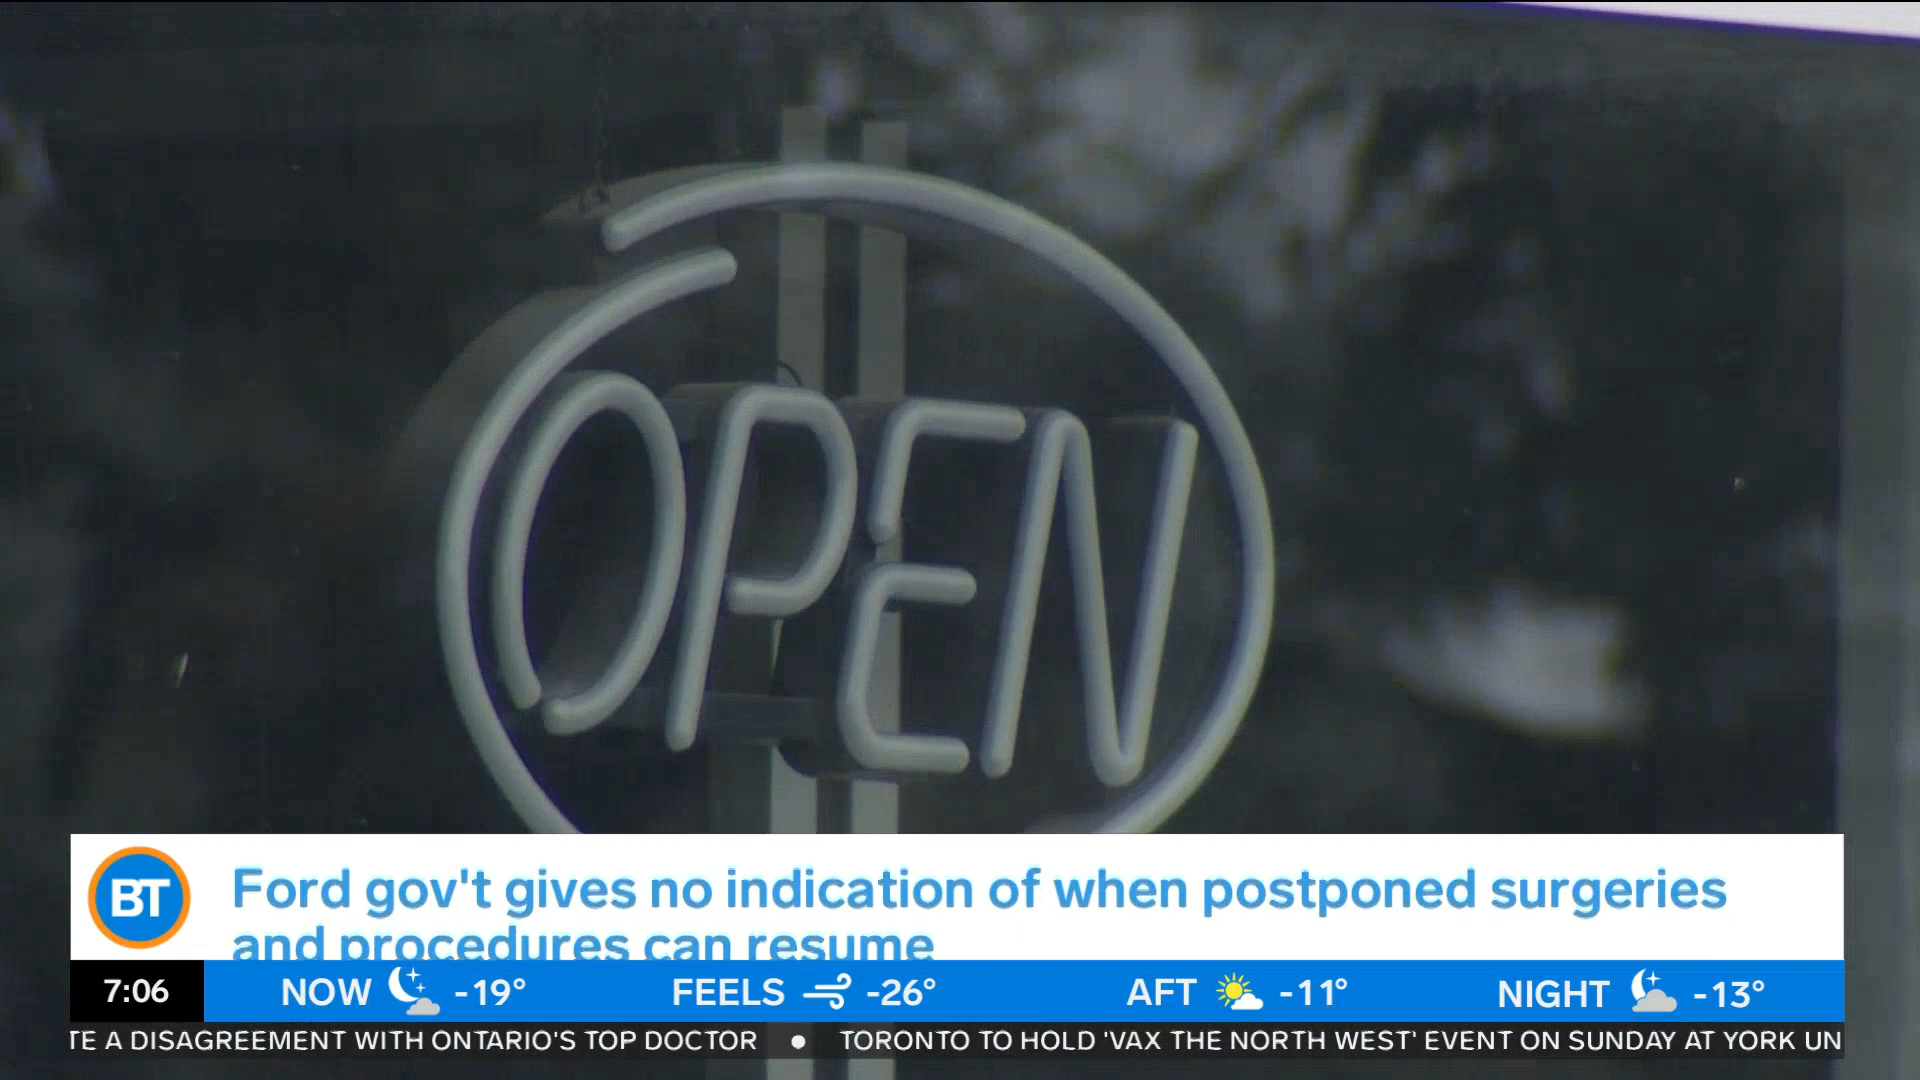 OPEN
BT
Ford gov't gives no indication of when postponed surgeries
and procedures can resume
7:06 NOW -19° FEELS -26° AFT -11° NIGHT -13°
TE A DISAGREEMENT WITH ONTARIO'S TOP DOCTOR ● TORONTO TO HOLD 'VAX THE NORTH WEST' EVENT ON SUNDAY AT YORK UN